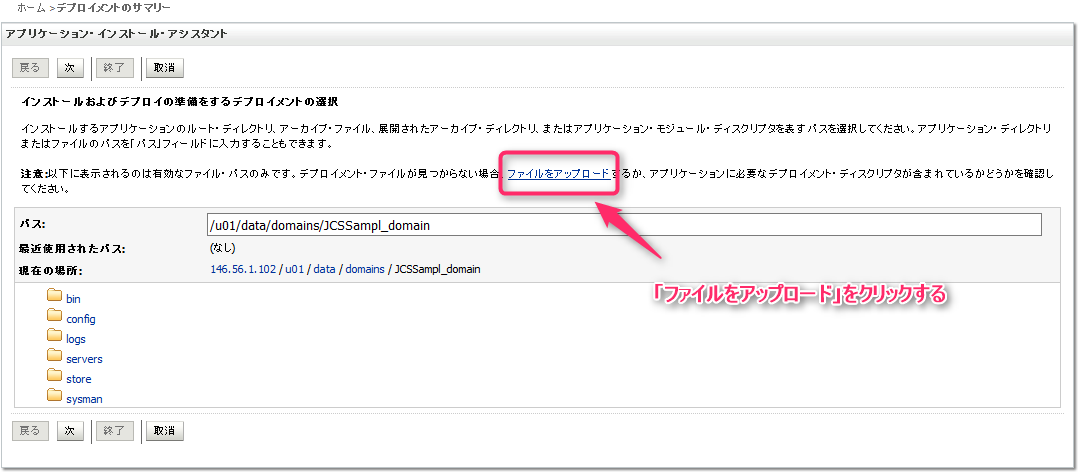 ホーム >デプロイメントのサマリー
アプリケーション・インストール・アシスタント
戻る 次 終了 取消
インストールおよびデプロイの準備をするデプロイメントの選択
インストールするアプリケーションのルート・ディレクトリ、アーカイブ・ファイル、展開されたアーカイブ・ディレクトリ、またはアプリケーション・モジュール・ディスクリプタを表すパスを選択してください。アプリケーション・ディレクトリ
またはファイルのパスを「パス」フィールドに入力することもできます。
注意:以下に表示されるのは有効なファイル・パスのみです。デプロイメント・ファイルが見つからない場合、ファイルをアップロードするか、アプリケーションに必要なデプロイメント・ディスクリプタが含まれているかどうかを確認し
てください。
パス: /u01/data/domains/JCSSampl_domain
最近使用されたパス: (なし)
現在の場所: 146.56.1.102 / u01 / data / domains / JCSSampl_domain
「ファイルをアップロード」をクリックする
bin
config
logs
servers
store
sysman
戻る 次 終了 取消